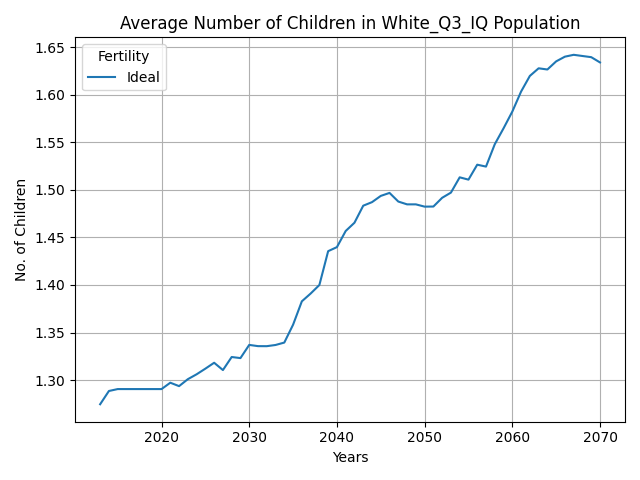 Average Number of Children in White_Q3_IQ Population
Fertility
Ideal
No. of Children
1.65
1.60
1.55
1.50
1.45
1.40
1.35
1.30
2020 2030 2040 2050 2060 2070
Years